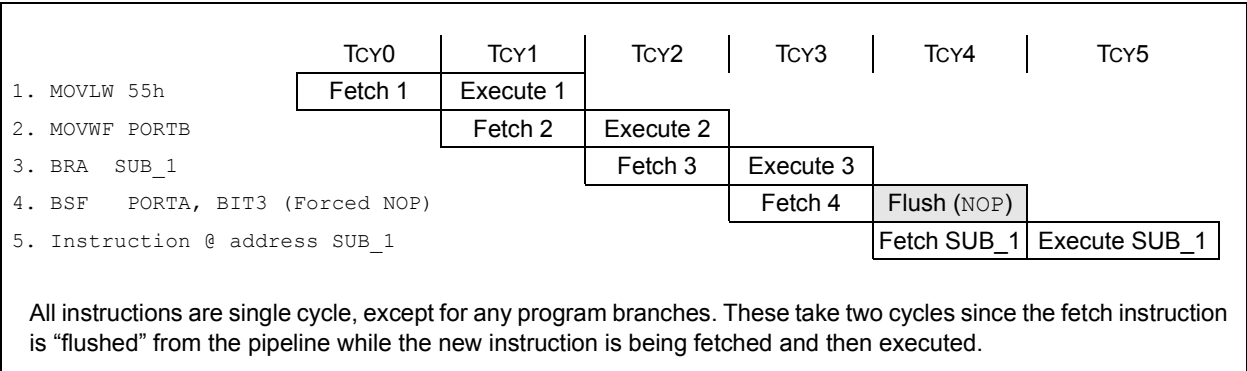 TCY0 TCY1 TCY2 TCY3 TCY4 TCY5
1. MOVLW 55h Fetch 1 Execute 1
2. MOVWF PORTB Fetch 2 Execute 2
3. BRA SUB_1 Fetch 3 Execute 3
4. BSF PORTA, BIT3 (Forced NOP) Fetch 4 Flush (NOP)
5. Instruction @ address SUB_1 Fetch SUB_1 Execute SUB_1
All instructions are single cycle, except for any program branches. These take two cycles since the fetch instruction
is “flushed” from the pipeline while the new instruction is being fetched and then executed.